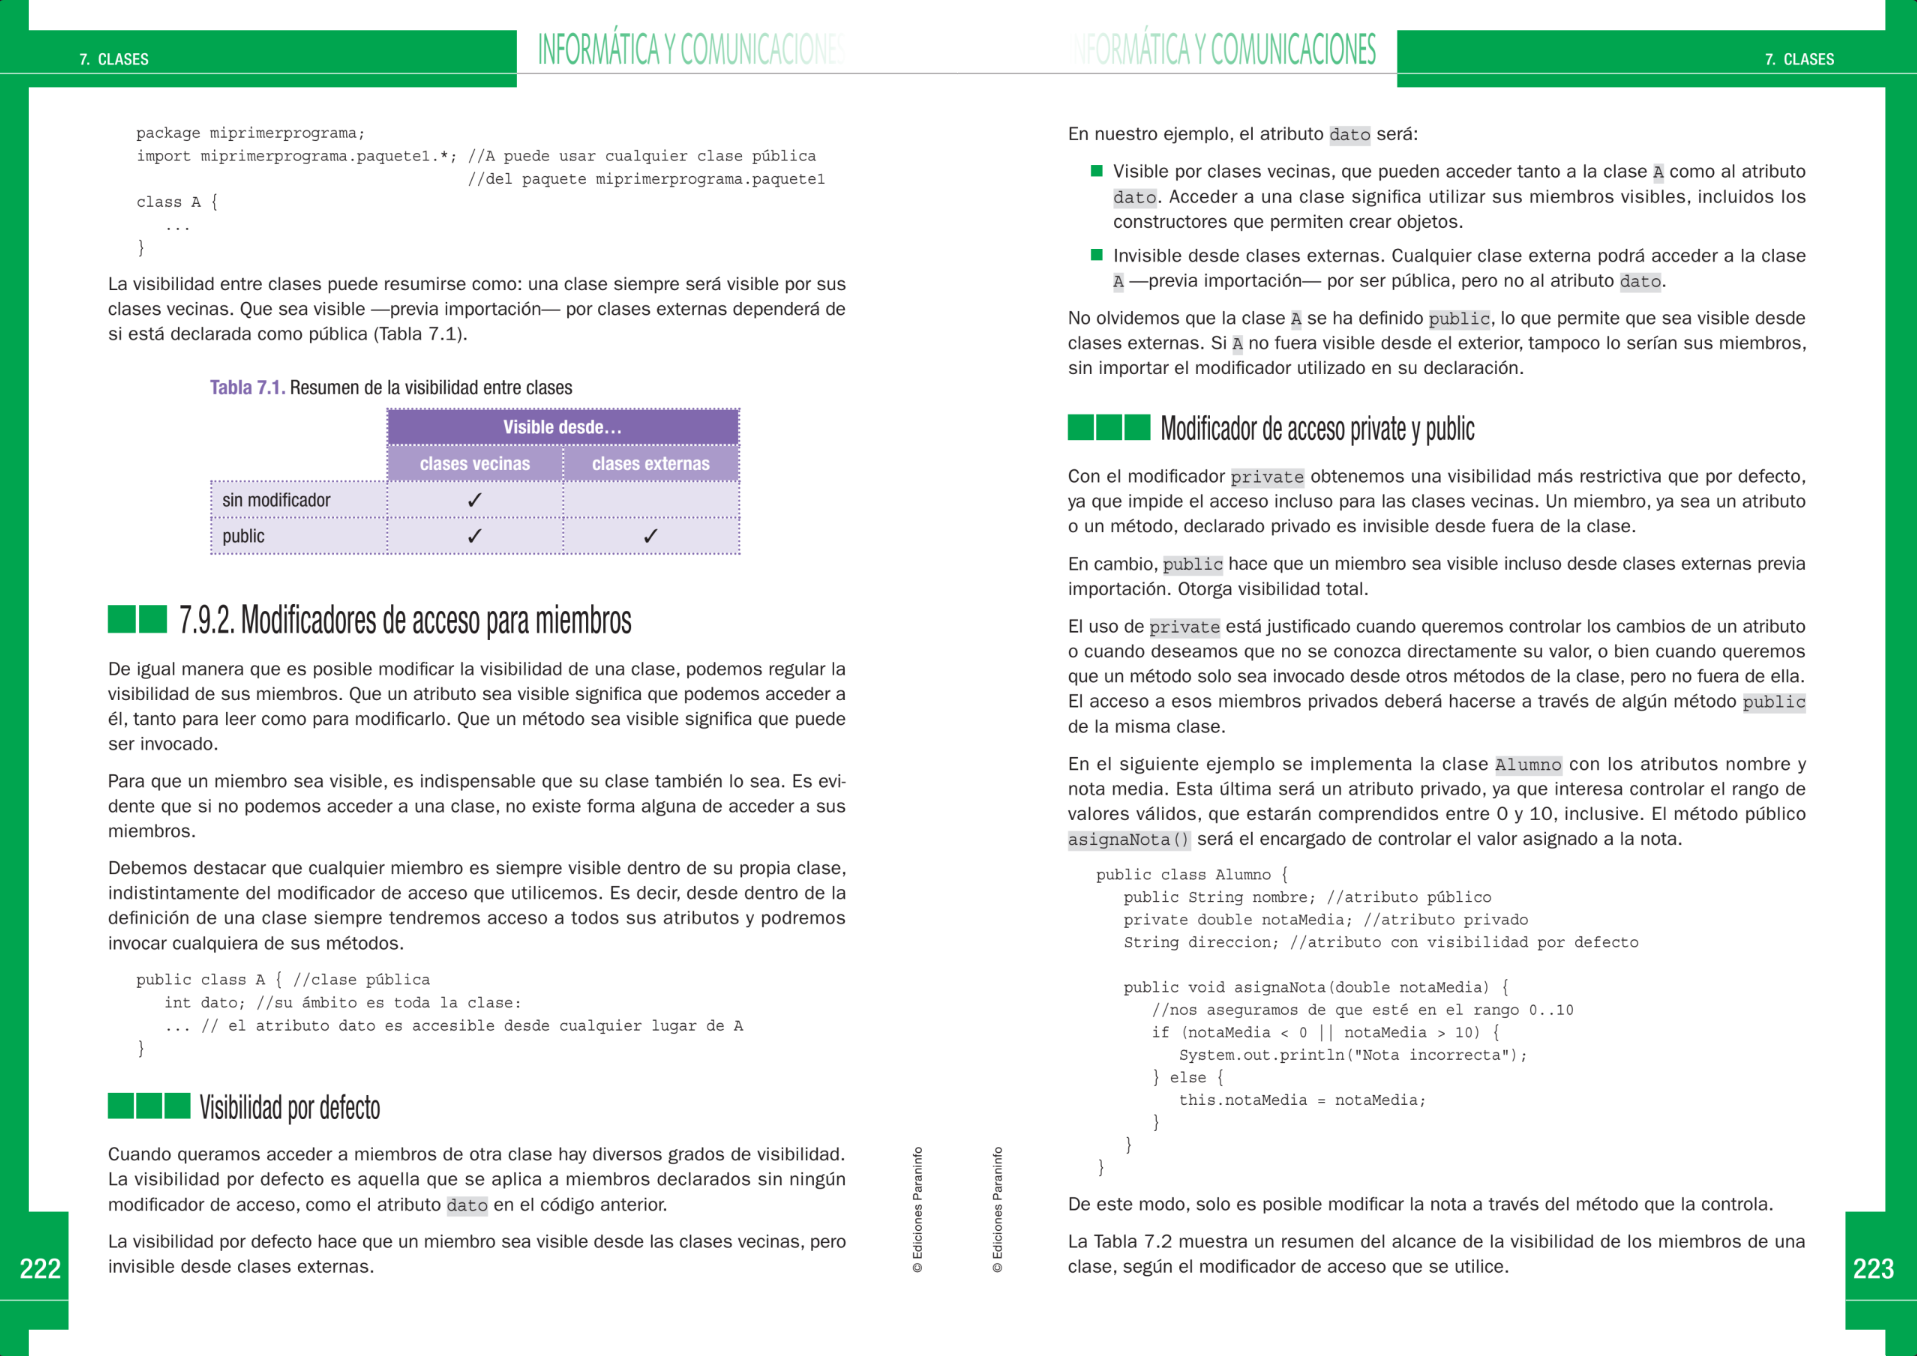 7. CLASES
INFORMÁTICA Y COMUNICACIONES
package miprimerprograma;
import miprimerprograma.paquete1.*; //A puede usar cualquier clase pública
//del paquete miprimerprograma.paquete1
class A {
...
}
La visibilidad entre clases puede resumirse como: una clase siempre será visible por sus
clases vecinas. Que sea visible —previa importación— por clases externas dependerá de
si está declarada como pública (Tabla 7.1).
Tabla 7.1. Resumen de la visibilidad entre clases
Visible desde...
clases vecinas clases externas
sin modificador ✓
public ✓ ✓
7.9.2. Modificadores de acceso para miembros
De igual manera que es posible modificar la visibilidad de una clase, podemos regular la
visibilidad de sus miembros. Que un atributo sea visible significa que podemos acceder a
él, tanto para leer como para modificarlo. Que un método sea visible significa que puede
ser invocado.
Para que un miembro sea visible, es indispensable que su clase también lo sea. Es evi-
dente que si no podemos acceder a una clase, no existe forma alguna de acceder a sus
miembros.
Debemos destacar que cualquier miembro es siempre visible dentro de su propia clase,
indistintamente del modificador de acceso que utilicemos. Es decir, desde dentro de la
definición de una clase siempre tendremos acceso a todos sus atributos y podremos
invocar cualquiera de sus métodos.
public class A { //clase pública
int dato; //su ámbito es toda la clase:
... // el atributo dato es accesible desde cualquier lugar de A
}
Visibilidad por defecto
Cuando queramos acceder a miembros de otra clase hay diversos grados de visibilidad.
La visibilidad por defecto es aquella que se aplica a miembros declarados sin ningún
modificador de acceso, como el atributo dato en el código anterior.
La visibilidad por defecto hace que un miembro sea visible desde las clases vecinas, pero
invisible desde clases externas.
222
© Ediciones Paraninfo
INFORMÁTICA Y COMUNICACIONES
7. CLASES
En nuestro ejemplo, el atributo dato será:
Visible por clases vecinas, que pueden acceder tanto a la clase A como al atributo
dato. Acceder a una clase significa utilizar sus miembros visibles, incluidos los
constructores que permiten crear objetos.
Invisible desde clases externas. Cualquier clase externa podrá acceder a la clase
A —previa importación— por ser pública, pero no al atributo dato.
No olvidemos que la clase A se ha definido public, lo que permite que sea visible desde
clases externas. Si A no fuera visible desde el exterior, tampoco lo serían sus miembros,
sin importar el modificador utilizado en su declaración.
Modificador de acceso private y public
Con el modificador private obtenemos una visibilidad más restrictiva que por defecto,
ya que impide el acceso incluso para las clases vecinas. Un miembro, ya sea un atributo
o un método, declarado privado es invisible desde fuera de la clase.
En cambio, public hace que un miembro sea visible incluso desde clases externas previa
importación. Otorga visibilidad total.
El uso de private está justificado cuando queremos controlar los cambios de un atributo
o cuando deseamos que no se conozca directamente su valor, o bien cuando queremos
que un método solo sea invocado desde otros métodos de la clase, pero no fuera de ella.
El acceso a esos miembros privados deberá hacerse a través de algún método public
de la misma clase.
En el siguiente ejemplo se implementa la clase Alumno con los atributos nombre y
nota media. Esta última será un atributo privado, ya que interesa controlar el rango de
valores válidos, que estarán comprendidos entre 0 y 10, inclusive. El método público
asignaNota() será el encargado de controlar el valor asignado a la nota.
public class Alumno {
public String nombre; //atributo público
private double notaMedia; //atributo privado
String direccion; //atributo con visibilidad por defecto
public void asignaNota(double notaMedia) {
//nos aseguramos de que esté en el rango 0..10
if (notaMedia < 0 || notaMedia > 10) {
System.out.println("Nota incorrecta");
} else {
this.notaMedia = notaMedia;
}
}
}
De este modo, solo es posible modificar la nota a través del método que la controla.
La Tabla 7.2 muestra un resumen del alcance de la visibilidad de los miembros de una
clase, según el modificador de acceso que se utilice.
© Ediciones Paraninfo
223